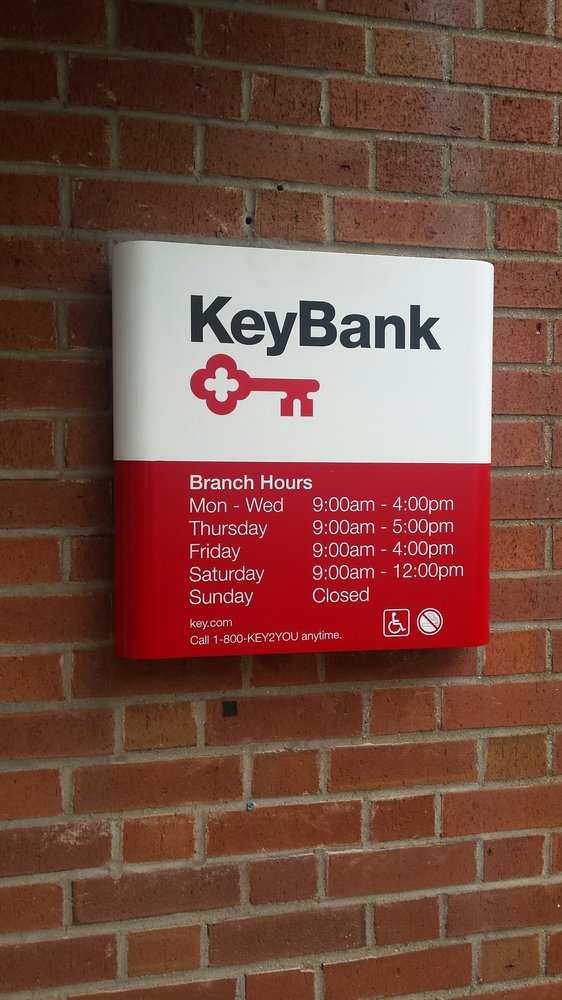 KeyBank
Branch Hours
Mon - Wed 9:00am - 4:00pm
Thursday 9:00am - 5:00pm
Friday 9:00am - 4:00pm
Saturday 9:00am - 12:00pm
Sunday Closed
key.com
Call 1-800-KEY2YOU anytime.